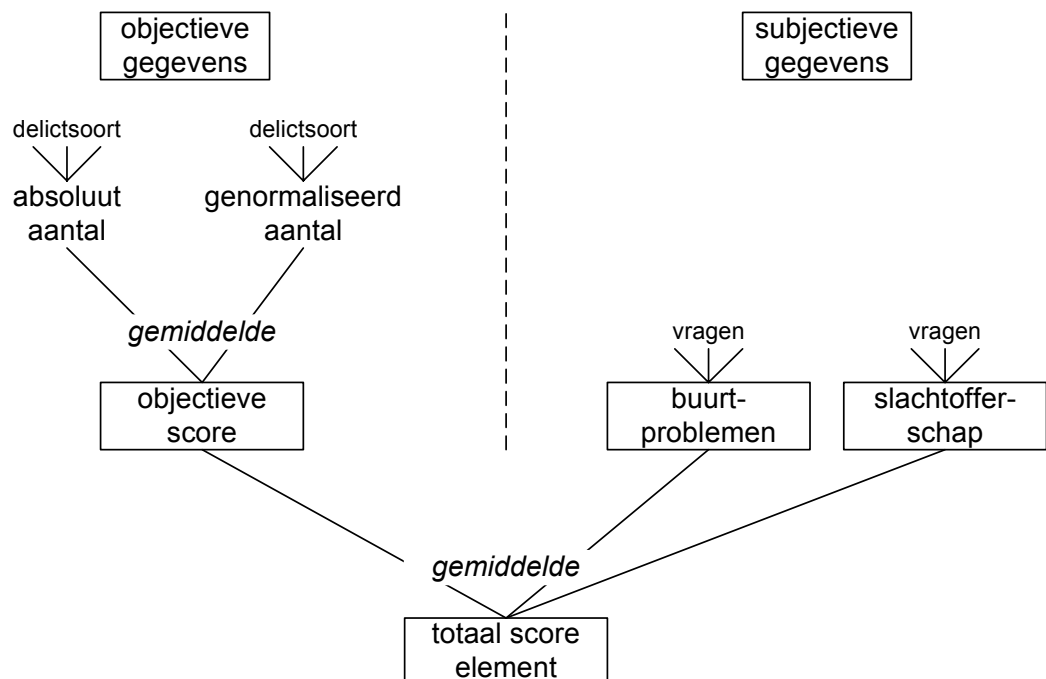 objectieve
gegevens
subjectieve
gegevens
delictsoort
delictsoort
absoluut
aantal
genormaliseerd
aantal
gemiddelde
vragen
vragen
objectieve
score
buurt-
problemen
slachtoffer-
schap
gemiddelde
totaal score
element